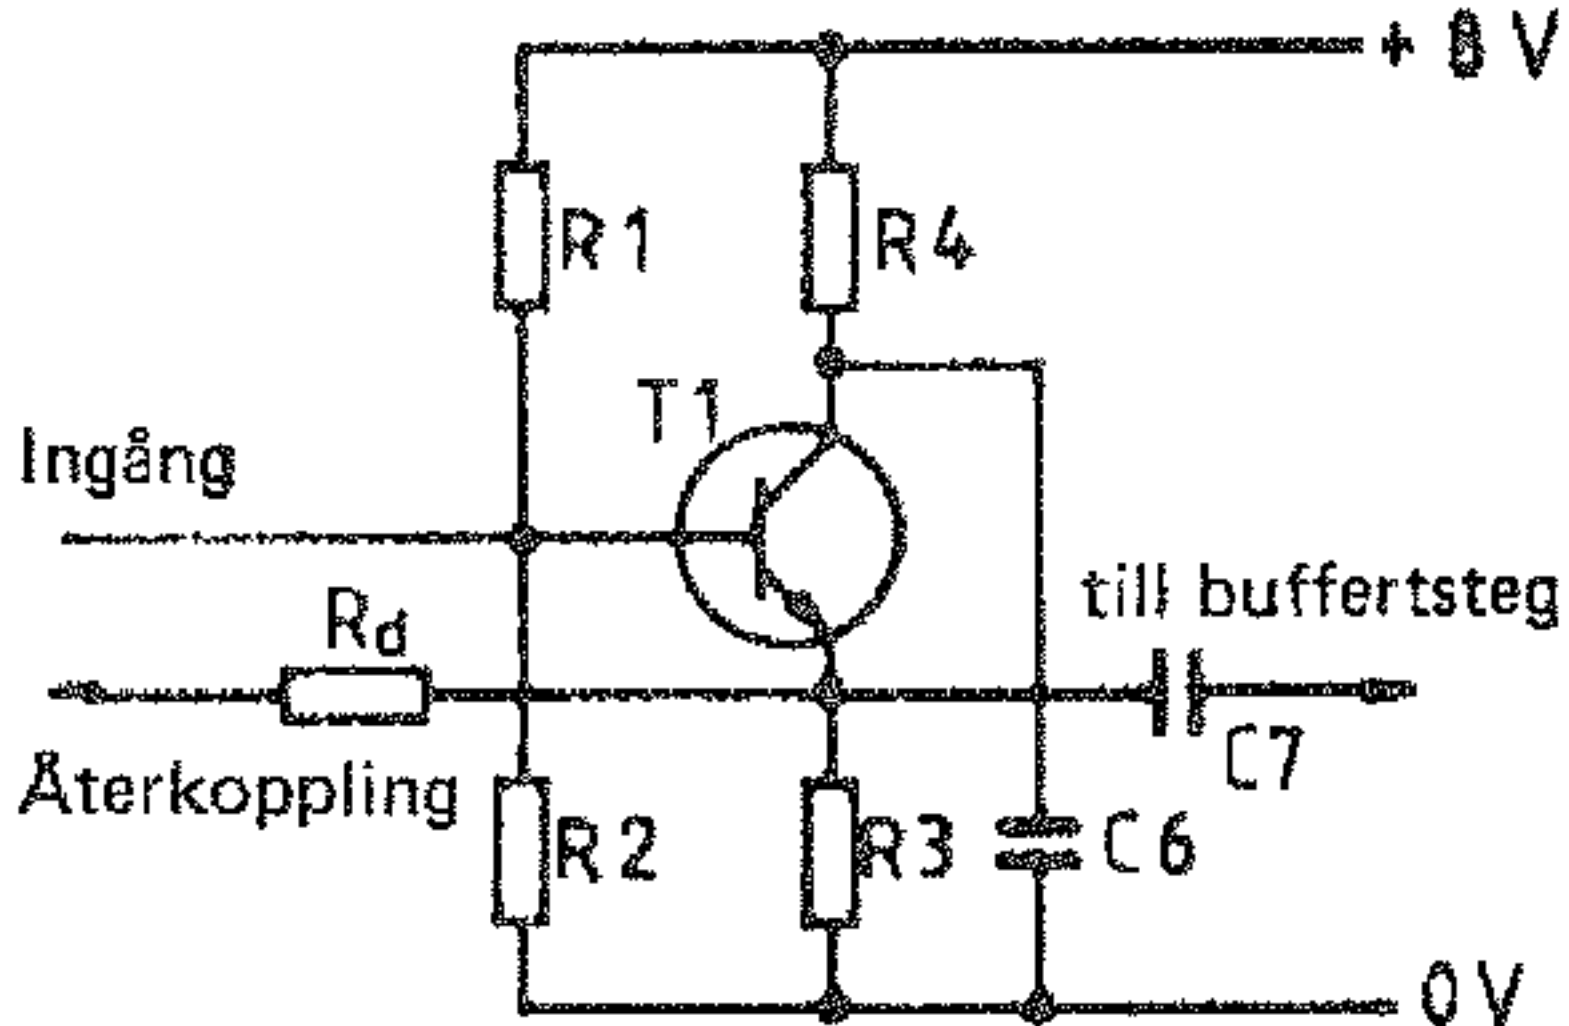 + 8 V
R1
R4
T1
Ingång
Rd
till buffertsteg
Återkoppling
C7
R2
R3
C6
0 V